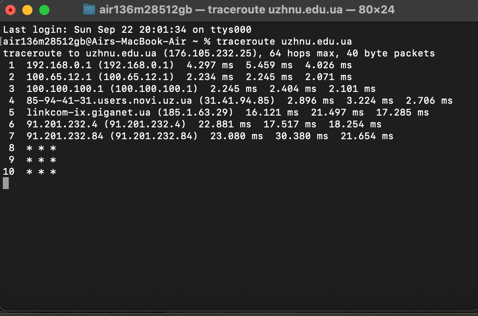 air136m28512gb — traceroute uzhnu.edu.ua — 80×24
Last login: Sun Sep 22 20:01:34 on ttys000
[air136m28512gb@Airs-MacBook-Air ~ % traceroute uzhnu.edu.ua
traceroute to uzhnu.edu.ua (176.105.232.25), 64 hops max, 40 byte packets
1 192.168.0.1 (192.168.0.1) 4.297 ms 5.459 ms 4.026 ms
2 100.65.12.1 (100.65.12.1) 2.234 ms 2.245 ms 2.071 ms
3 100.100.100.1 (100.100.100.1) 2.245 ms 2.404 ms 2.101 ms
4 85-94-41-31.users.novi.uz.ua (31.41.94.85) 2.896 ms 3.224 ms 2.706 ms
5 linkcom-ix.giganet.ua (185.1.63.29) 16.121 ms 21.497 ms 17.285 ms
6 91.201.232.4 (91.201.232.4) 22.881 ms 17.517 ms 18.254 ms
7 91.201.232.84 (91.201.232.84) 23.080 ms 30.380 ms 21.654 ms
8 * * *
9 * * *
10 * * *